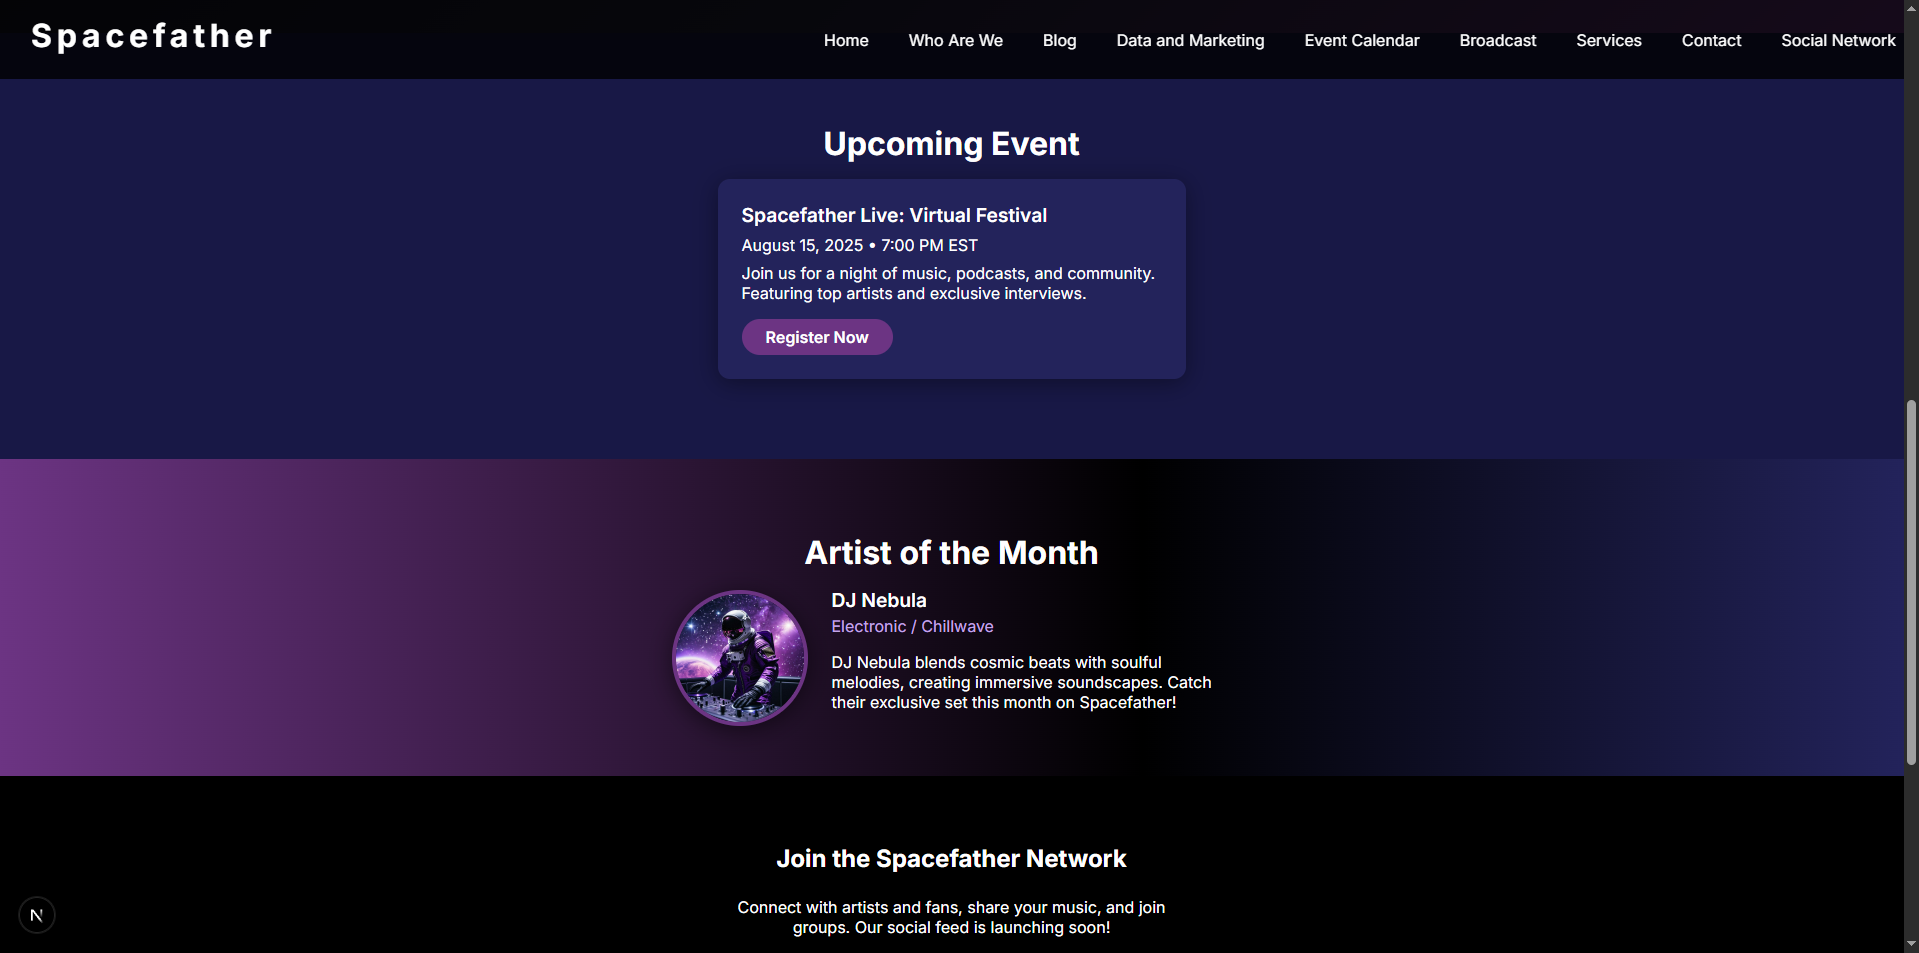 Spacefather
Home Who Are We Blog Data and Marketing Event Calendar Broadcast Services Contact Social Network
Upcoming Event
Spacefather Live: Virtual Festival
August 15, 2025 • 7:00 PM EST
Join us for a night of music, podcasts, and community.
Featuring top artists and exclusive interviews.
Register Now
Artist of the Month
DJ Nebula
Electronic / Chillwave
DJ Nebula blends cosmic beats with soulful
melodies, creating immersive soundscapes. Catch
their exclusive set this month on Spacefather!
Join the Spacefather Network
Connect with artists and fans, share your music, and join
groups. Our social feed is launching soon!
N